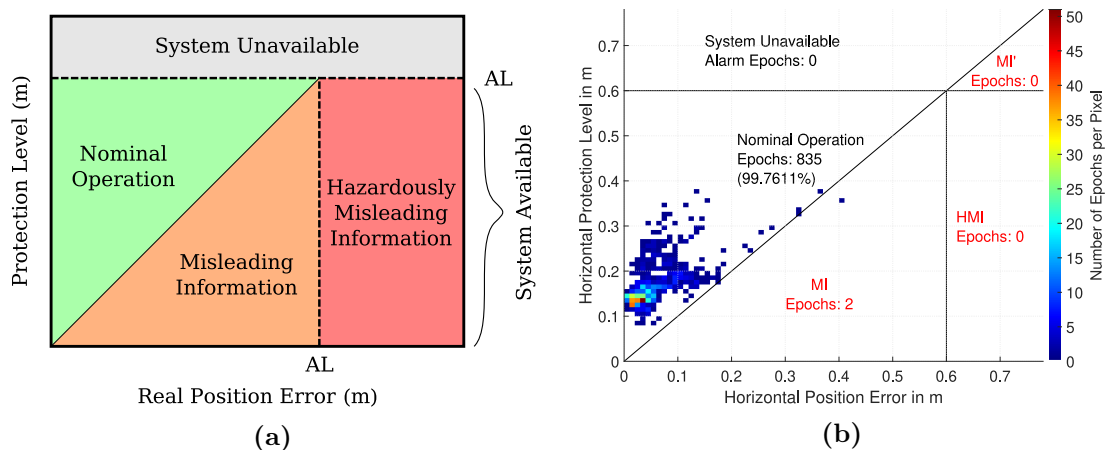 System Unavailable
Nominal
Operation
Misleading
Information
Hazardously
Misleading
Information
AL
AL
System Available
Protection Level (m)
Real Position Error (m)
(a)
System Unavailable
Alarm Epochs: 0
MI'
Epochs: 0
Nominal Operation
Epochs: 835
(99.7611%)
HMI
Epochs: 0
MI
Epochs: 2
0.7
0.6
0.5
0.4
0.3
0.2
0.1
0
0 0.1 0.2 0.3 0.4 0.5 0.6 0.7
Horizontal Protection Level in m
Horizontal Position Error in m
50
45
40
35
30
25
20
15
10
5
0
Number of Epochs per Pixel
(b)